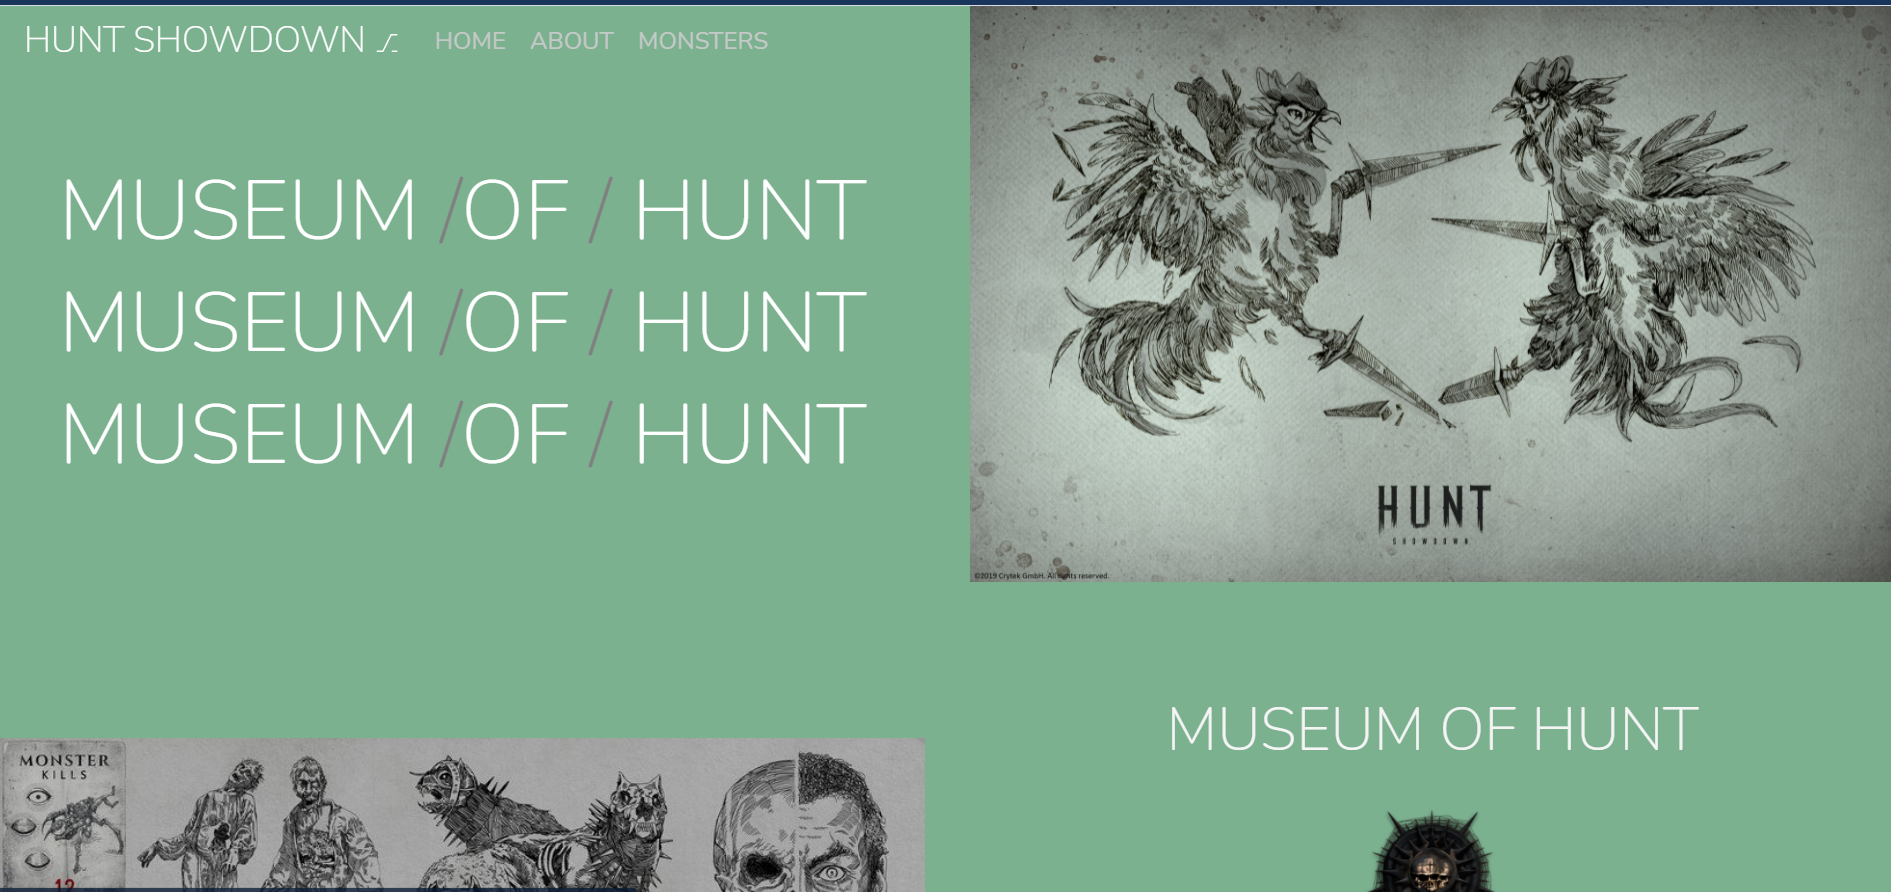 HUNT SHOWDOWN
HOME ABOUT MONSTERS
MUSEUM /OF / HUNT
MUSEUM /OF / HUNT
MUSEUM /OF / HUNT
HUNT
SHOWDOWN
©2019 Crytek GmbH. All rights reserved.
MUSEUM OF HUNT
MONSTER
KILLS
12